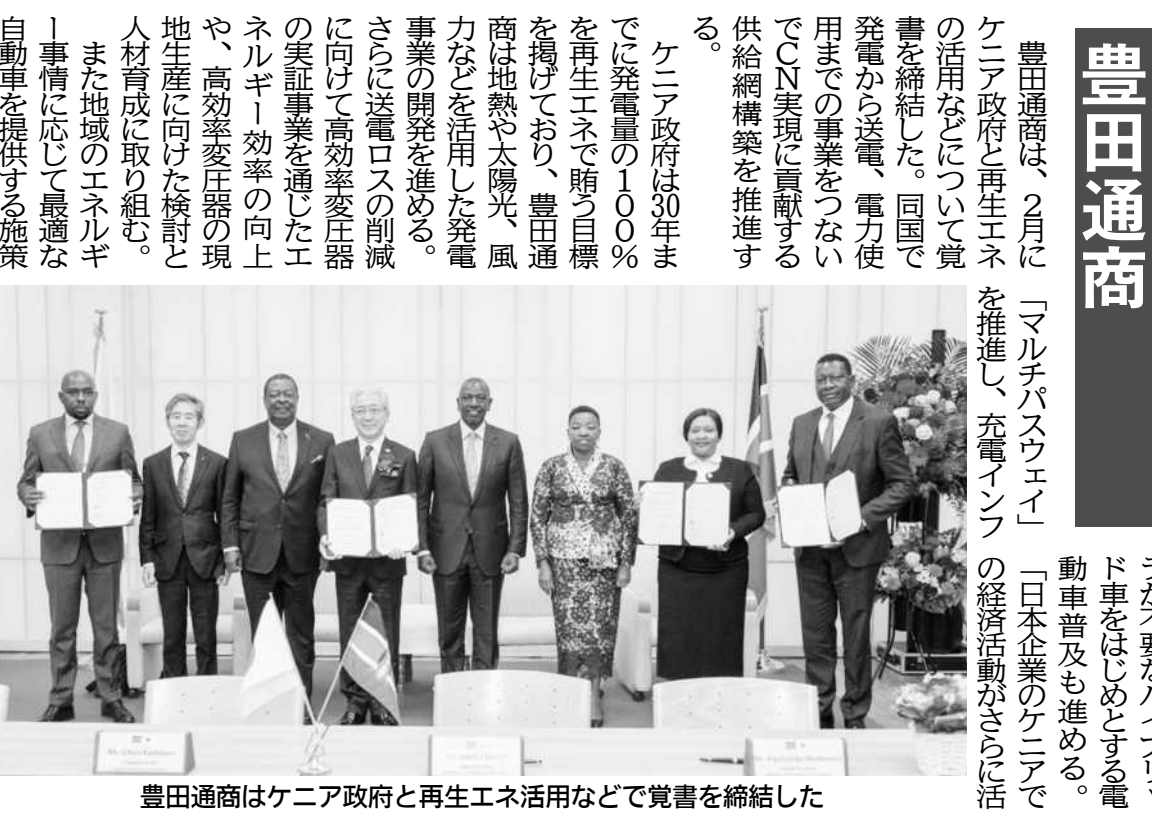 豊田通商
豊田通商は、２月に
ケニア政府と再生エネ
の活用などについて覚
書を締結した。同国で
発電から送電、電力使
用までの事業をつない
でＣＮ実現に貢献する
供給網構築を推進す
る。
ケニア政府は30年ま
でに発電量の１００％
を再生エネで賄う目標
を掲げており、豊田通
商は地熱や太陽光、風
力などを活用した発電
事業の開発を進める。
さらに送電ロスの削減
に向けて高効率変圧器
の実証事業を通じたエ
ネルギー効率の向上
や、高効率変圧器の現
地生産に向けた検討と
人材育成に取り組む。
また地域のエネルギ
ー事情に応じて最適な
自動車を提供する施策
「マルチパスウェイ」
を推進し、充電インフ
ラが不要なハイブリッ
ド車をはじめとする電
動車普及も進める。
「日本企業のケニアで
の経済活動がさらに活
豊田通商はケニア政府と再生エネ活用などで覚書を締結した